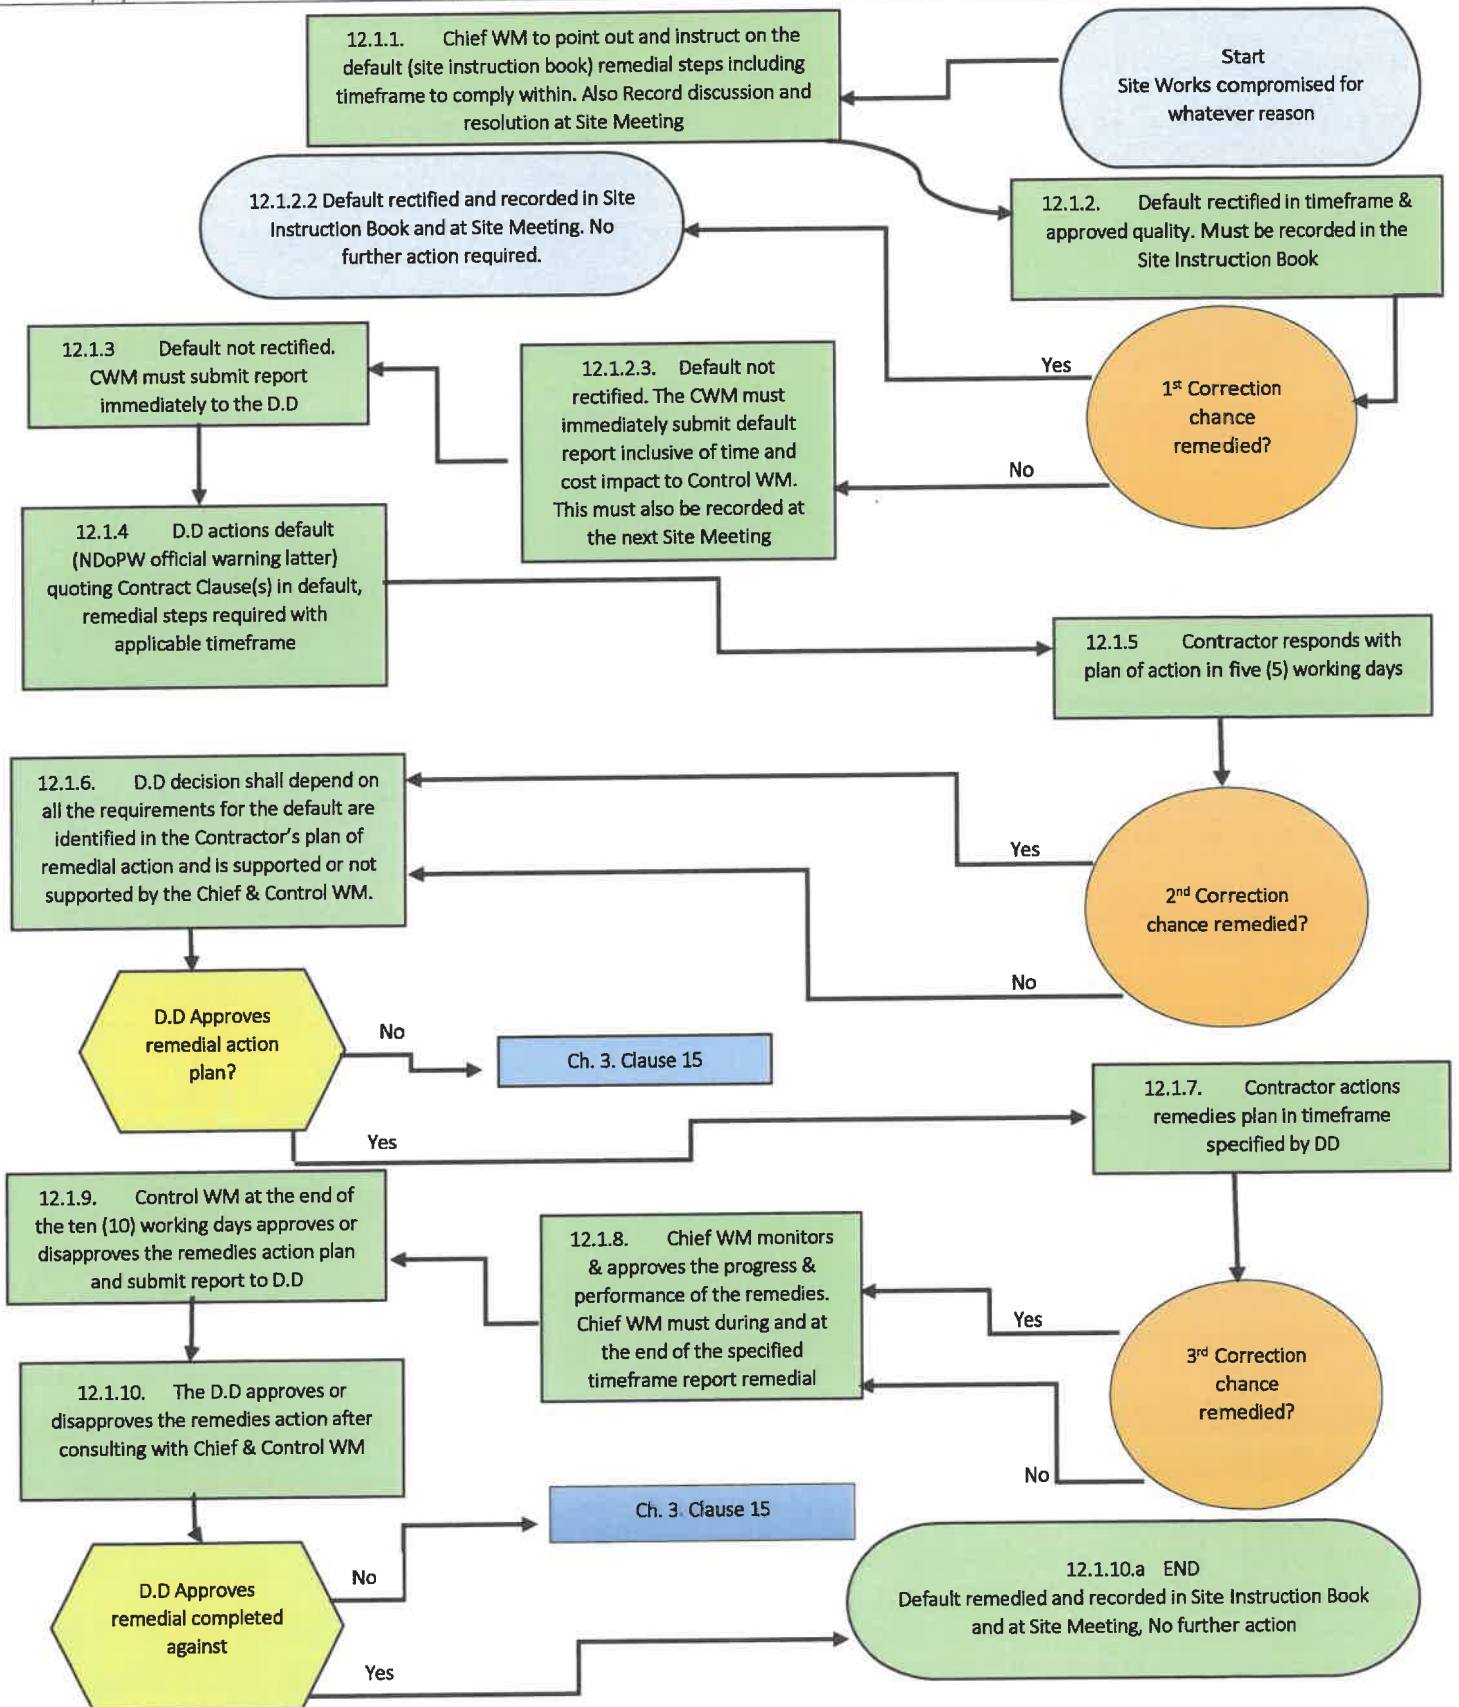 Start
Site Works compromised for
whatever reason
12.1.1. Chief WM to point out and instruct on the
default (site instruction book) remedial steps including
timeframe to comply within. Also Record discussion and
resolution at Site Meeting
12.1.2. Default rectified in timeframe &
approved quality. Must be recorded in the
Site Instruction Book
12.1.2.2 Default rectified and recorded in Site
Instruction Book and at Site Meeting. No
further action required.
1st Correction
chance
remedied?
Yes
No
12.1.2.3. Default not
rectified. The CWM must
immediately submit default
report inclusive of time and
cost impact to Control WM.
This must also be recorded at
the next Site Meeting
12.1.3 Default not rectified.
CWM must submit report
immediately to the D.D
12.1.4 D.D actions default
(NDoPW official warning latter)
quoting Contract Clause(s) in default,
remedial steps required with
applicable timeframe
12.1.5 Contractor responds with
plan of action in five (5) working days
2nd Correction
chance remedied?
Yes
No
12.1.6. D.D decision shall depend on
all the requirements for the default are
identified in the Contractor's plan of
remedial action and is supported or not
supported by the Chief & Control WM.
D.D Approves
remedial action
plan?
No
Ch. 3. Clause 15
Yes
12.1.7. Contractor actions
remedies plan in timeframe
specified by DD
3rd Correction
chance
remedied?
Yes
No
12.1.8. Chief WM monitors
& approves the progress &
performance of the remedies.
Chief WM must during and at
the end of the specified
timeframe report remedial
12.1.9. Control WM at the end of
the ten (10) working days approves or
disapproves the remedies action plan
and submit report to D.D
12.1.10. The D.D approves or
disapproves the remedies action after
consulting with Chief & Control WM
D.D Approves
remedial completed
against
No
Ch. 3. Clause 15
Yes
12.1.10.a END
Default remedied and recorded in Site Instruction Book
and at Site Meeting, No further action